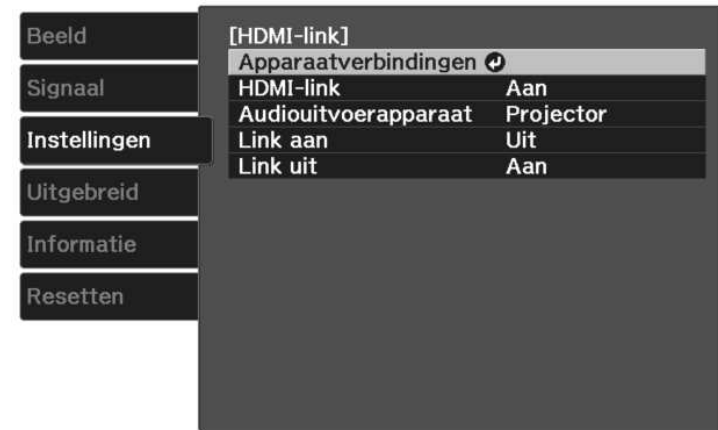 Beeld
Signaal
Instellingen
Uitgebreid
Informatie
Resetten
[HDMI-link]
Apparaatverbindingen
HDMI-link Aan
Audiouitvoerapparaat Projector
Link aan Uit
Link uit Aan